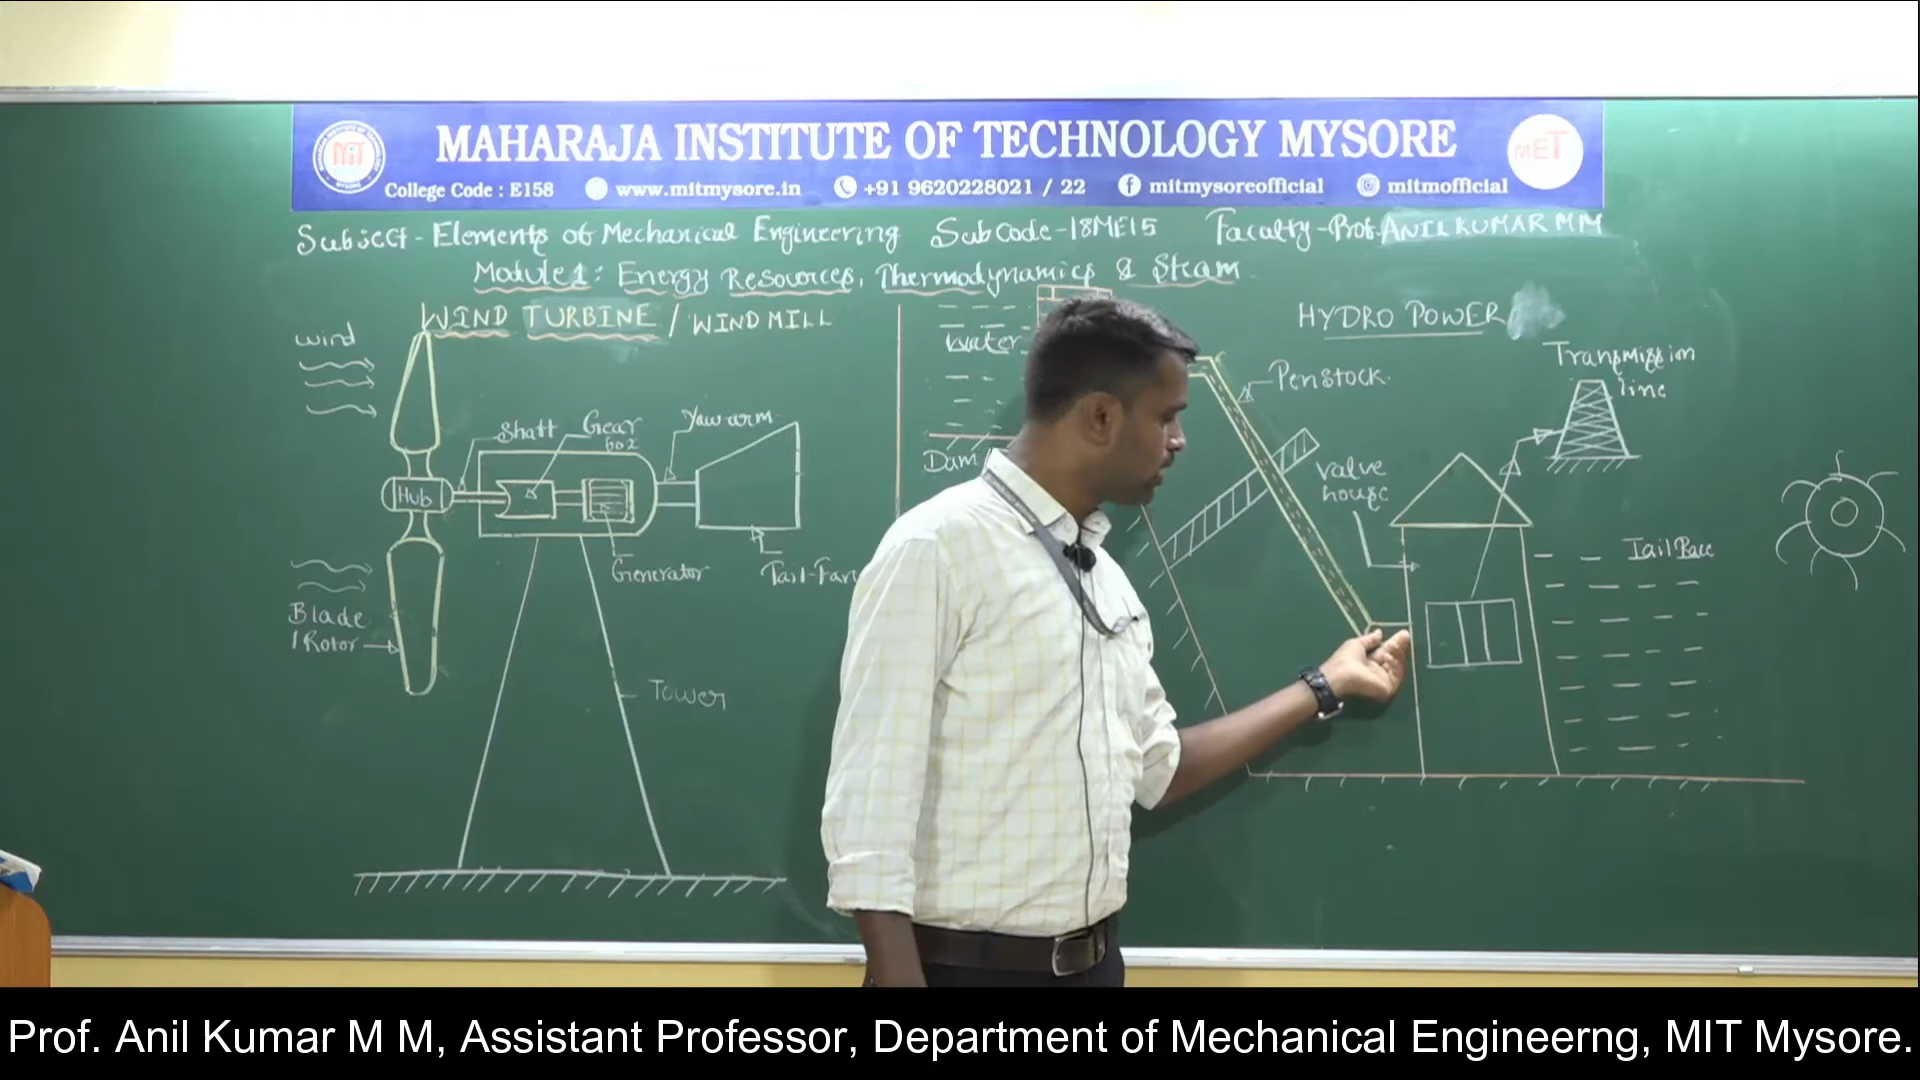 MAHARAJA INSTITUTE OF TECHNOLOGY MYSORE
MIT
MYSORE
MET
College Code : E158 www.mitmysore.in +91 9620228021 / 22 mitmysoreofficial mitmofficial
Subject - Elements of Mechanical Engineering Sub Code - 18ME15 Faculty - Prof. ANIL KUMAR M M
Module 1: Energy Resources, Thermodynamics & Steam
WIND TURBINE / WIND MILL
wind
Shaft
Gear
box
Yaw arm
Hub
Generator
Tail-Fan
Blade
/ Rotor
Tower
HYDRO POWER
Water
Penstock
Transmission
line
Dam
Valve
house
Tail Race
Prof. Anil Kumar M M, Assistant Professor, Department of Mechanical Engineerng, MIT Mysore.